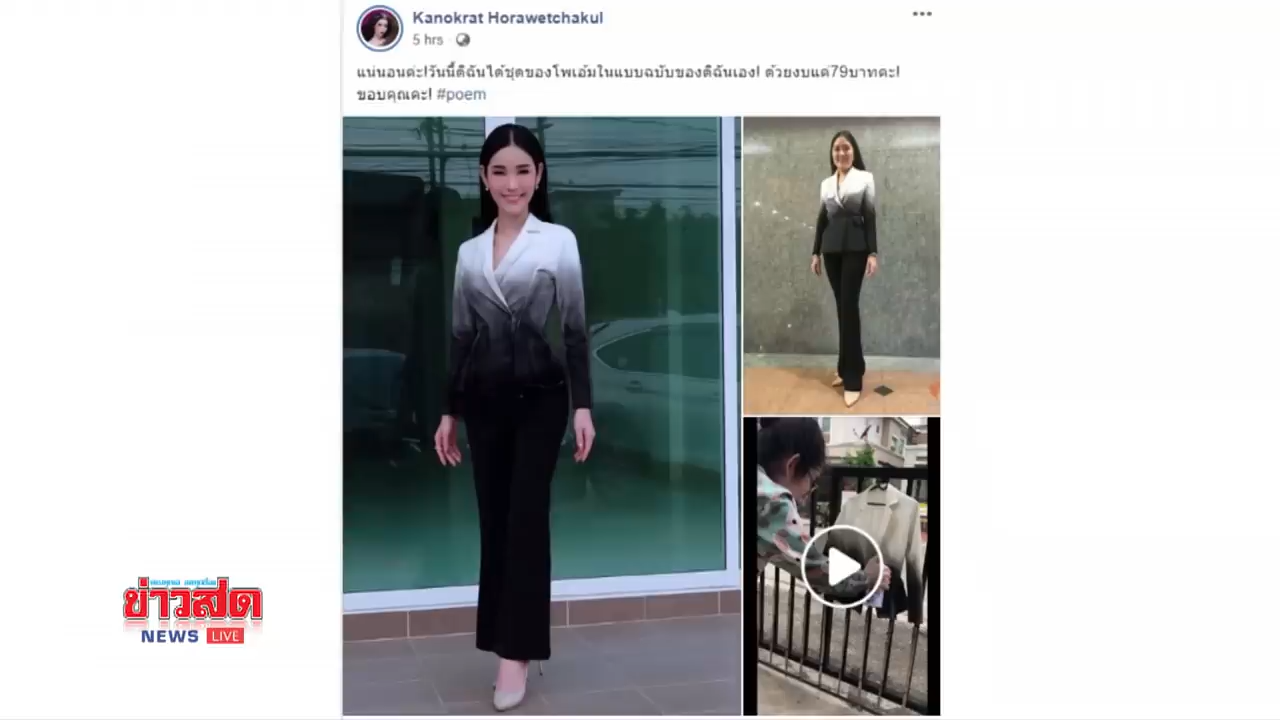 Kanokrat Horawetchakul
5 hrs
แน่นอนค่ะ!วันนี้ดิฉันได้ชุดของโพเอ้มในแบบฉบับของดิฉันเอง! ด้วยงบแค่79บาทคะ!
ขอบคุณคะ! #poem
ข่าวสด
NEWS LIVE